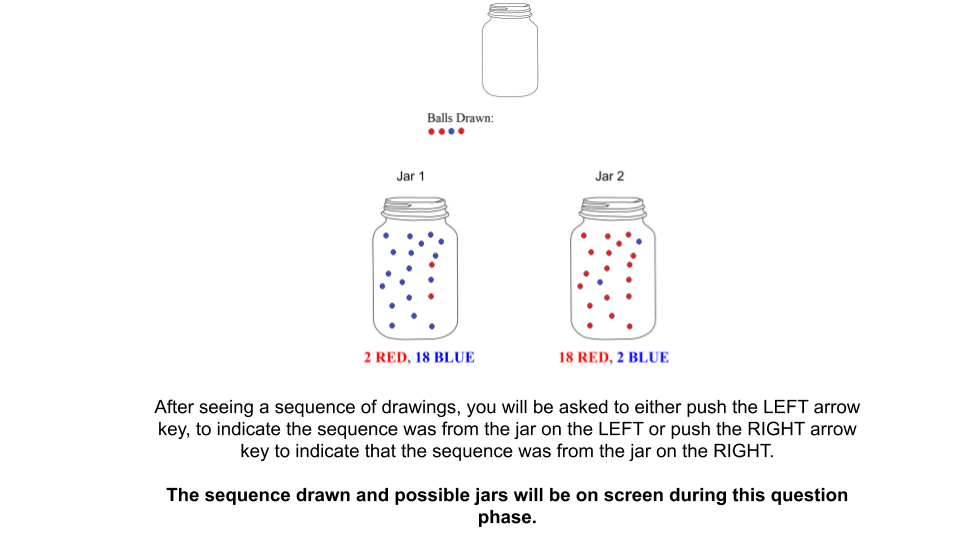 Balls Drawn:
Jar 1 Jar 2
2 RED, 18 BLUE 18 RED, 2 BLUE
After seeing a sequence of drawings, you will be asked to either push the LEFT arrow
key, to indicate the sequence was from the jar on the LEFT or push the RIGHT arrow
key to indicate that the sequence was from the jar on the RIGHT.
The sequence drawn and possible jars will be on screen during this question
phase.